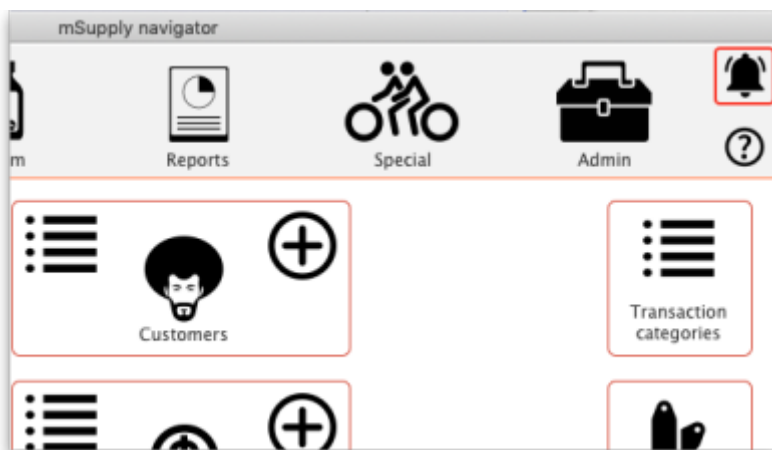 mSupply navigator
m
Reports
Special
Admin
Customers
Transaction
categories